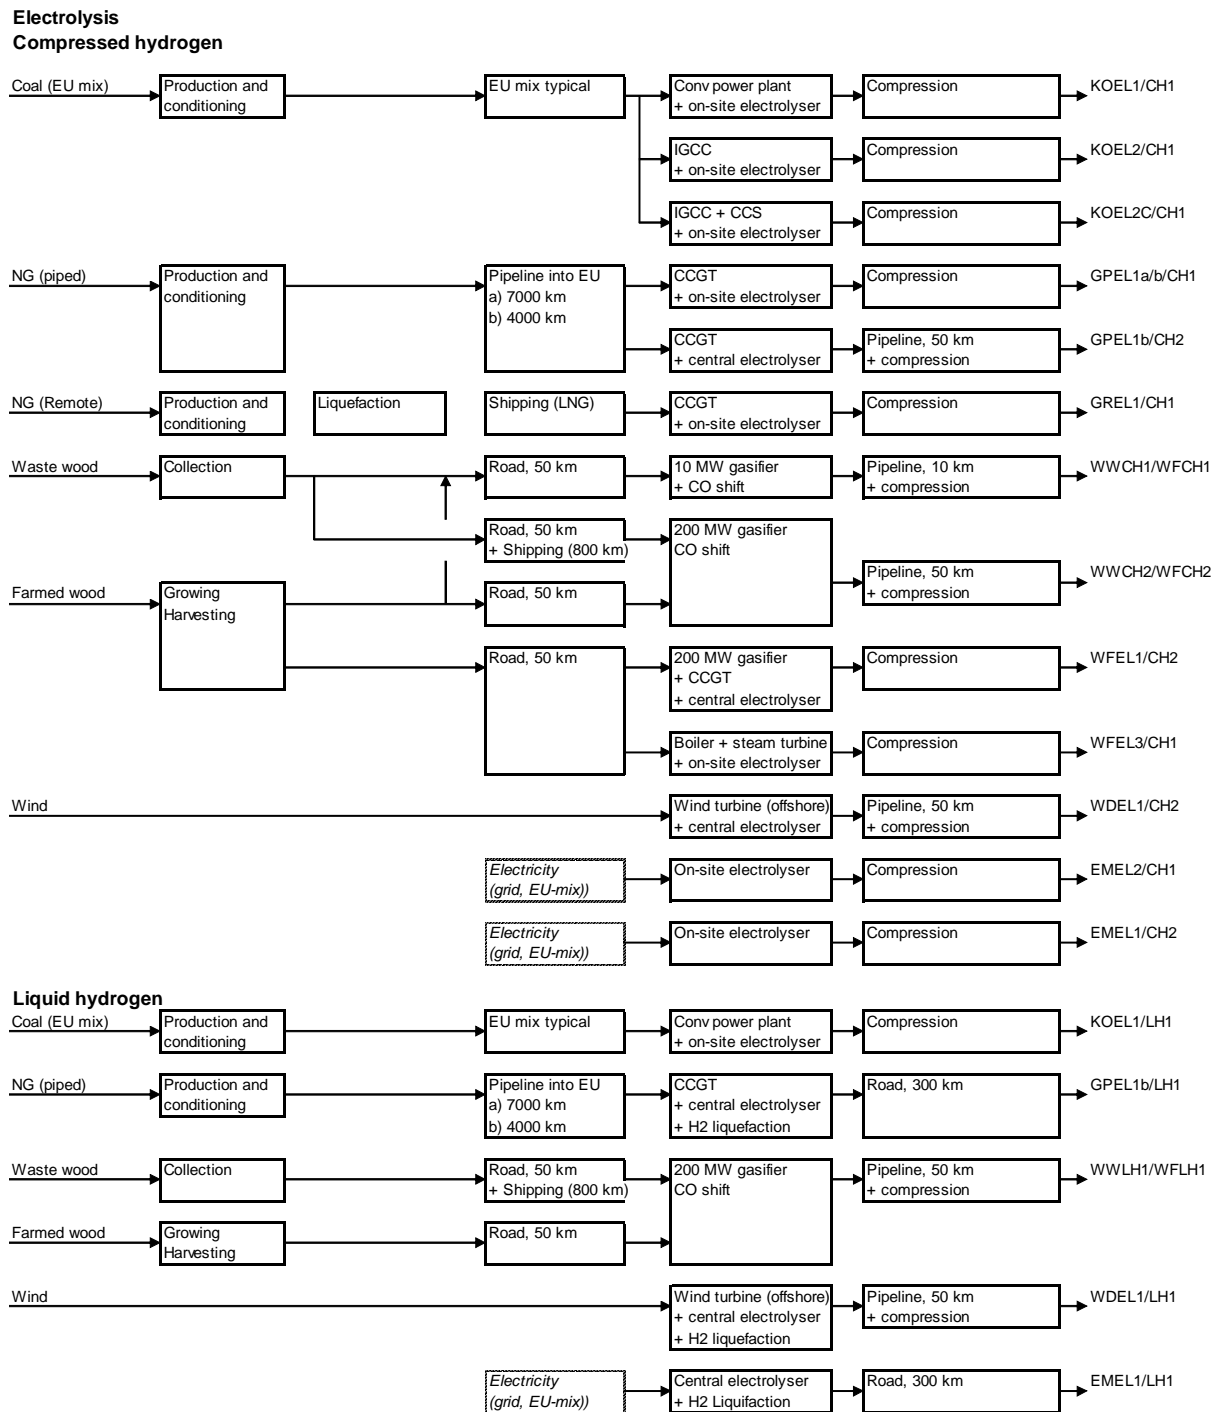 Electrolysis
Compressed hydrogen
Coal (EU mix)
Production and
conditioning
EU mix typical
Conv power plant
+ on-site electrolyser
Compression
KOEL1/CH1
IGCC
+ on-site electrolyser
Compression
KOEL2/CH1
IGCC + CCS
+ on-site electrolyser
Compression
KOEL2C/CH1
NG (piped)
Production and
conditioning
Pipeline into EU
a) 7000 km
b) 4000 km
CCGT
+ on-site electrolyser
Compression
GPEL1a/b/CH1
CCGT
+ central electrolyser
Pipeline, 50 km
+ compression
GPEL1b/CH2
NG (Remote)
Production and
conditioning
Liquefaction
Shipping (LNG)
CCGT
+ on-site electrolyser
Compression
GREL1/CH1
Waste wood
Collection
Road, 50 km
10 MW gasifier
+ CO shift
Pipeline, 10 km
+ compression
WWCH1/WFCH1
Road, 50 km
+ Shipping (800 km)
200 MW gasifier
CO shift
Pipeline, 50 km
+ compression
WWCH2/WFCH2
Farmed wood
Growing
Harvesting
Road, 50 km
Road, 50 km
200 MW gasifier
+ CCGT
+ central electrolyser
Compression
WFEL1/CH2
Boiler + steam turbine
+ on-site electrolyser
Compression
WFEL3/CH1
Wind
Wind turbine (offshore)
+ central electrolyser
Pipeline, 50 km
+ compression
WDEL1/CH2
Electricity
(grid, EU-mix))
On-site electrolyser
Compression
EMEL2/CH1
Electricity
(grid, EU-mix))
On-site electrolyser
Compression
EMEL1/CH2
Liquid hydrogen
Coal (EU mix)
Production and
conditioning
EU mix typical
Conv power plant
+ on-site electrolyser
Compression
KOEL1/LH1
NG (piped)
Production and
conditioning
Pipeline into EU
a) 7000 km
b) 4000 km
CCGT
+ central electrolyser
+ H2 liquefaction
Road, 300 km
GPEL1b/LH1
Waste wood
Collection
Road, 50 km
+ Shipping (800 km)
200 MW gasifier
CO shift
Pipeline, 50 km
+ compression
WWLH1/WFLH1
Farmed wood
Growing
Harvesting
Road, 50 km
Wind
Wind turbine (offshore)
+ central electrolyser
+ H2 liquefaction
Pipeline, 50 km
+ compression
WDEL1/LH1
Electricity
(grid, EU-mix))
Central electrolyser
+ H2 Liquifaction
Road, 300 km
EMEL1/LH1